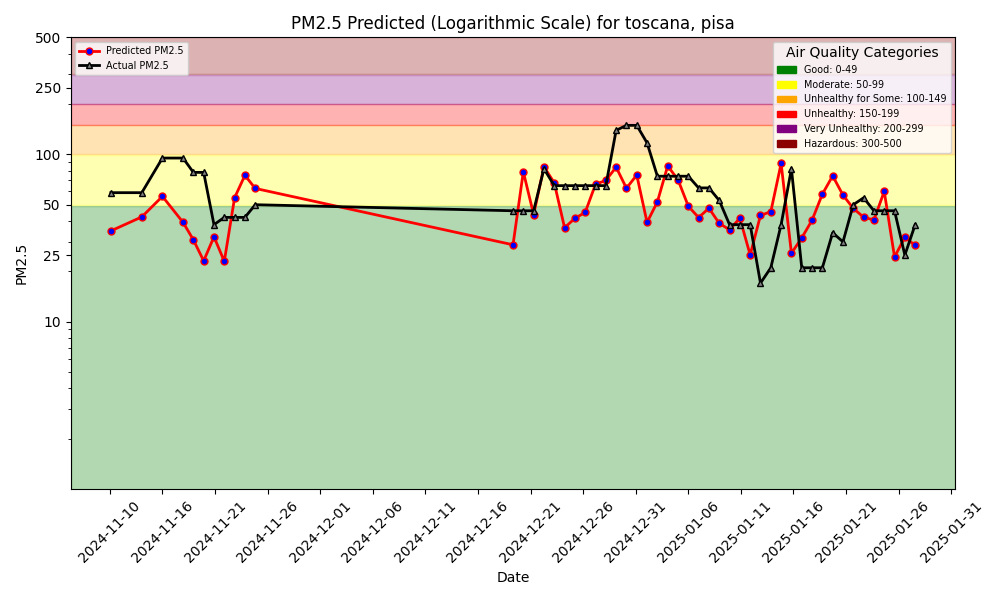 PM2.5 Predicted (Logarithmic Scale) for toscana, pisa
Predicted PM2.5
Actual PM2.5
Air Quality Categories
Good: 0-49
Moderate: 50-99
Unhealthy for Some: 100-149
Unhealthy: 150-199
Very Unhealthy: 200-299
Hazardous: 300-500
500
250
100
50
25
10
PM2.5
2024-11-10
2024-11-16
2024-11-21
2024-11-26
2024-12-01
2024-12-06
2024-12-11
2024-12-16
2024-12-21
2024-12-26
2024-12-31
2025-01-06
2025-01-11
2025-01-16
2025-01-21
2025-01-26
2025-01-31
Date